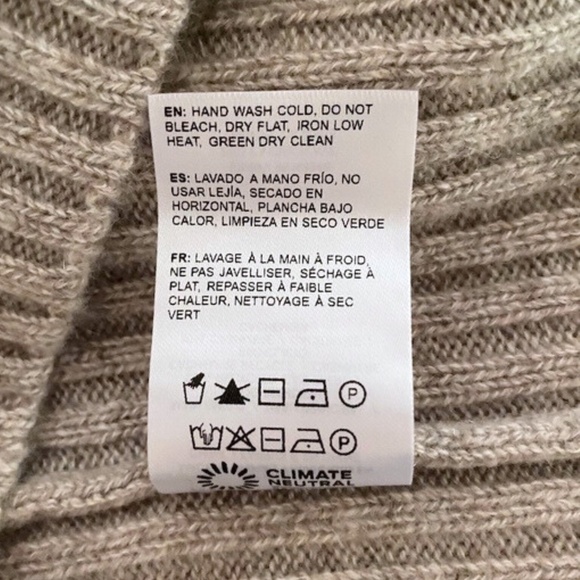 EN: HAND WASH COLD, DO NOT
BLEACH, DRY FLAT, IRON LOW
HEAT, GREEN DRY CLEAN
ES: LAVADO A MANO FRÍO, NO
USAR LEJÍA, SECADO EN
HORIZONTAL, PLANCHA BAJO
CALOR, LIMPIEZA EN SECO VERDE
FR: LAVAGE À LA MAIN À FROID,
NE PAS JAVELLISER, SÉCHAGE À
PLAT, REPASSER À FAIBLE
CHALEUR, NETTOYAGE À SEC
VERT
P
P
CLIMATE
NEUTRAL